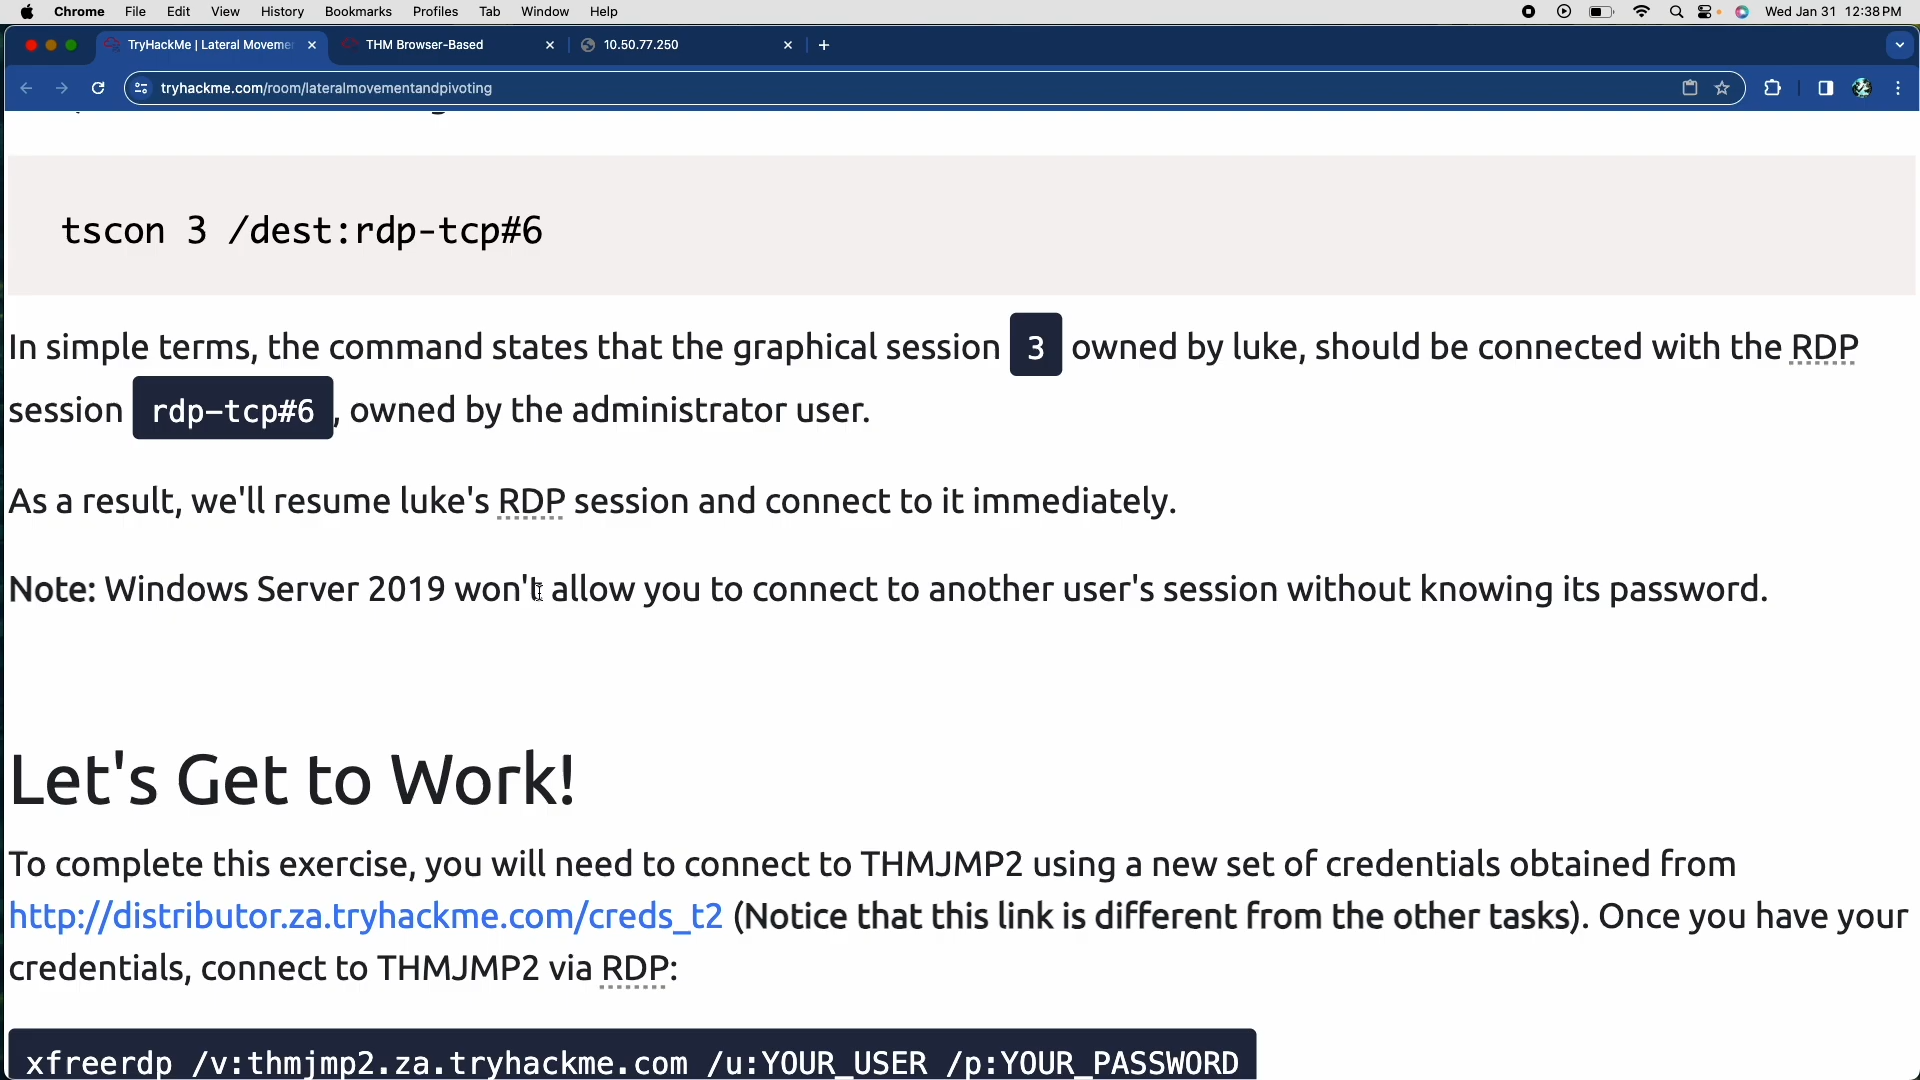 Chrome File Edit View History Bookmarks Profiles Tab Window Help Wed Jan 31 12:38 PM
TryHackMe | Lateral Moveme THM Browser-Based 10.50.77.250
tryhackme.com/room/lateralmovementandpivoting
tscon 3 /dest:rdp-tcp#6
In simple terms, the command states that the graphical session 3 owned by luke, should be connected with the RDP
session rdp-tcp#6, owned by the administrator user.
As a result, we'll resume luke's RDP session and connect to it immediately.
Note: Windows Server 2019 won't allow you to connect to another user's session without knowing its password.
Let's Get to Work!
To complete this exercise, you will need to connect to THMJMP2 using a new set of credentials obtained from
http://distributor.za.tryhackme.com/creds_t2 (Notice that this link is different from the other tasks). Once you have your
credentials, connect to THMJMP2 via RDP:
xfreerdp /v:thmjmp2.za.tryhackme.com /u:YOUR_USER /p:YOUR_PASSWORD